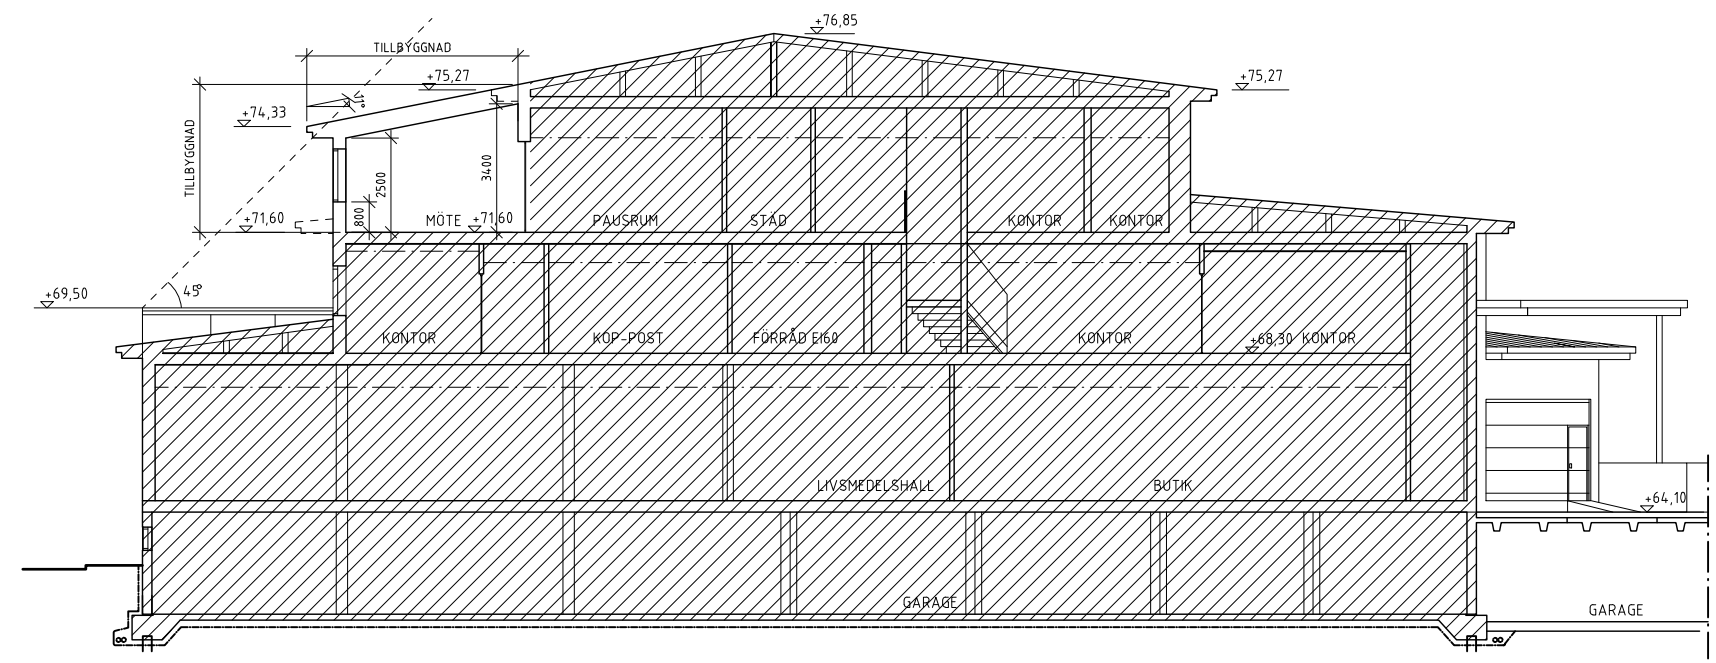 +76,85
TILLBYGGNAD
+75,27
+75,27
11°
+74,33
TILLBYGGNAD
3400
2500
800
+71,60
MÖTE
+71,60
PAUSRUM
STÄD
KONTOR
KONTOR
45°
+69,50
KONTOR
KÖP-POST
FÖRRÅD EI60
KONTOR
+68,30
KONTOR
LIVSMEDELSHALL
BUTIK
+64,10
GARAGE
GARAGE